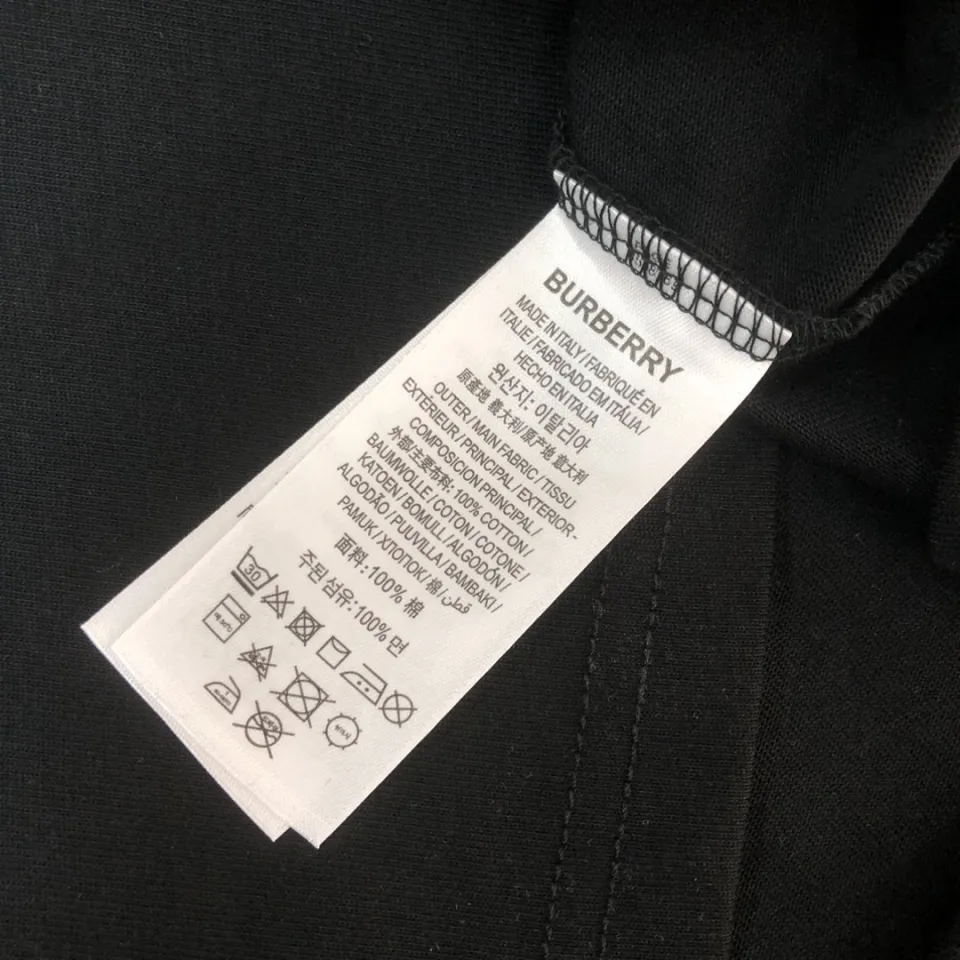 BURBERRY
MADE IN ITALY / FABRIQUÉ EN
ITALIE / FABRICADO EM ITÁLIA /
HECHO EN ITALIA
원산지: 이탈리아
原產地 義大利/原产地 意大利
OUTER / MAIN FABRIC / TISSU
EXTÉRIEUR / PRINCIPAL / EXTERIOR-
COMPOSICION PRINCIPAL /
外部/主要布料: 100% COTTON /
BAUMWOLLE / COTON / COTONE /
KATOEN / BOMULL / ALGODÓN /
ALGODÃO / PUUVILLA / BAMBAKI /
PAMUK / ХЛОПОК / 棉 / قطن
面料: 100% 棉
주된 섬유: 100% 면
30